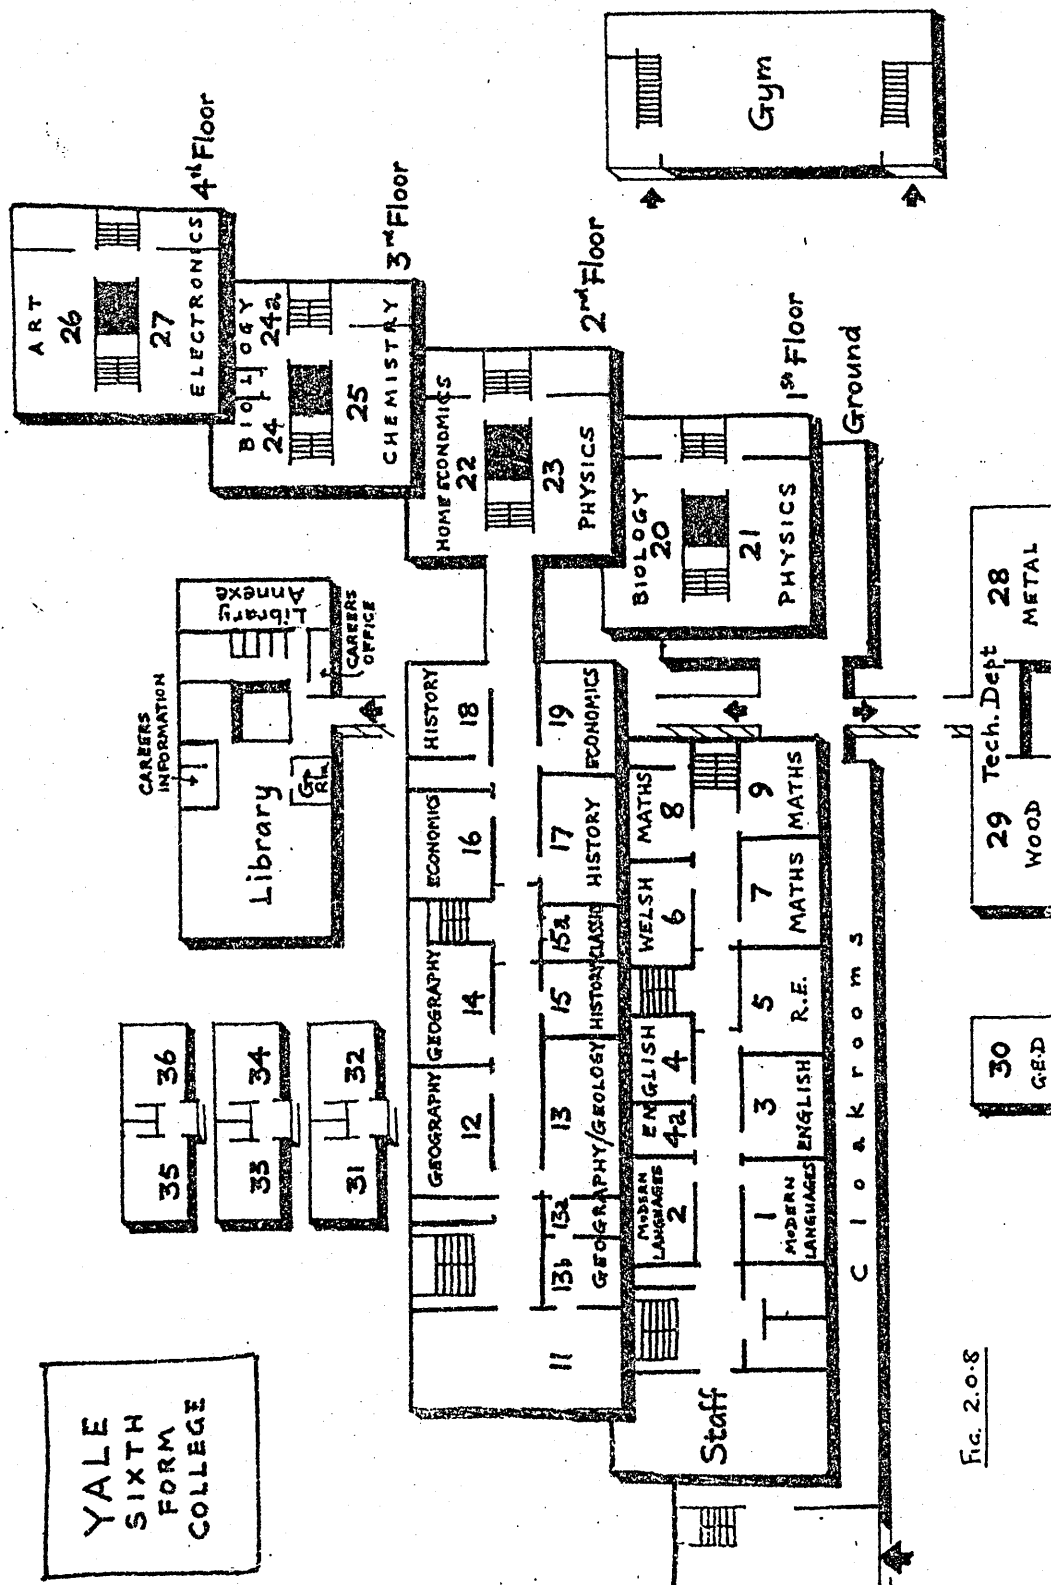 YALE
SIXTH
FORM
COLLEGE
35
36
33
34
31
32
CAREERS
INFORMATION
Library
GP
Rm
Library
Annexe
CAREERS
OFFICE
ART
26
27
ELECTRONICS
4th Floor
BIOLOGY
24
24a
25
CHEMISTRY
3rd Floor
HOME ECONOMICS
22
23
PHYSICS
2nd Floor
BIOLOGY
20
21
PHYSICS
1st Floor
Ground
Gym
11
GEOGRAPHY
12
GEOGRAPHY
14
ECONOMICS
16
HISTORY
18
13b
13a
13
GEOGRAPHY/GEOLOGY
15
HISTORY
15a
CLASSICS
17
HISTORY
19
ECONOMICS
Staff
MODERN
LANGUAGES
2
ENGLISH
4a
4
WELSH
6
MATHS
8
1
MODERN
LANGUAGES
3
ENGLISH
5
R.E.
7
MATHS
9
MATHS
Cloakrooms
30
G.E.D
29
WOOD
Tech. Dept
28
METAL
FIG. 2.0.8